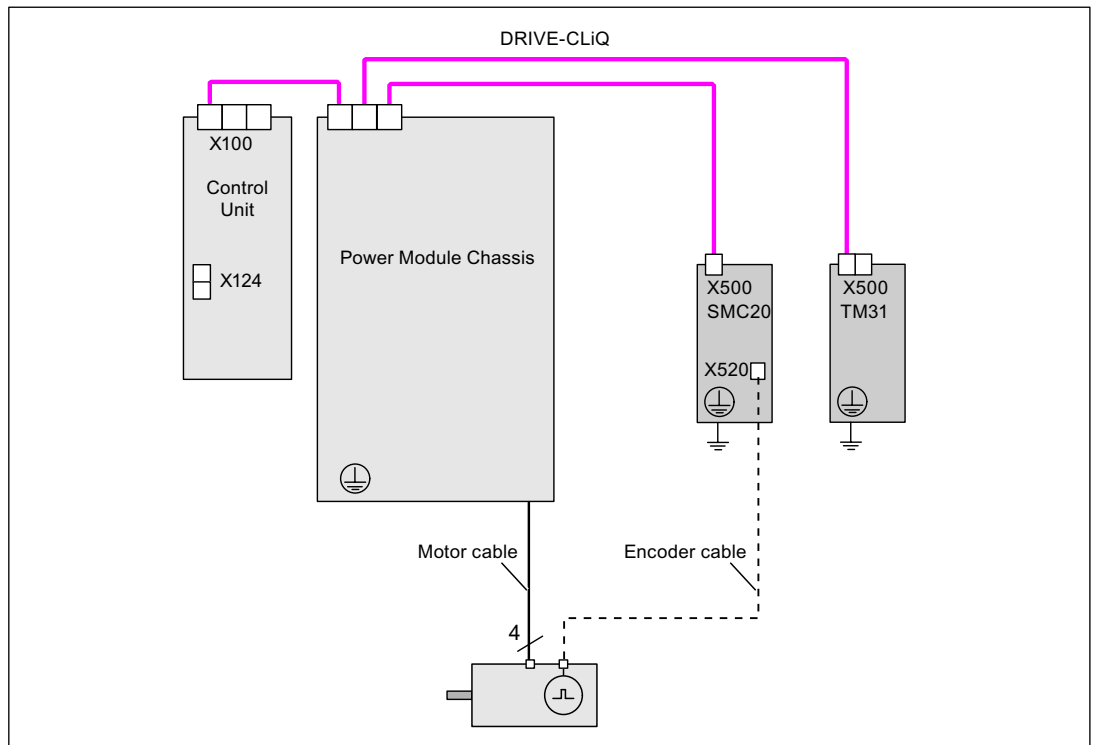 DRIVE-CLiQ
X100
Control
Unit
X124
Power Module Chassis
X500
SMC20
X520
X500
TM31
Motor cable
Encoder cable
4